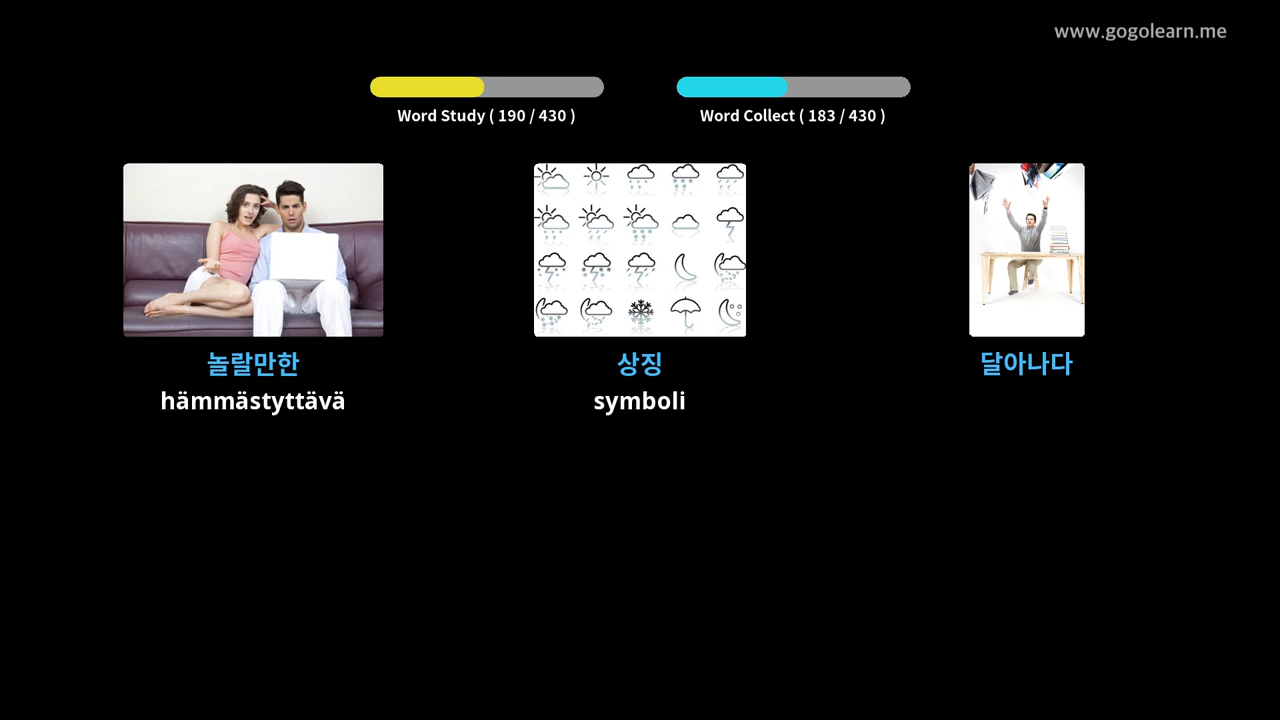 www.gogolearn.me
Word Study ( 190 / 430 )
Word Collect ( 183 / 430 )
놀랄만한
hämmästyttävä
상징
symboli
달아나다